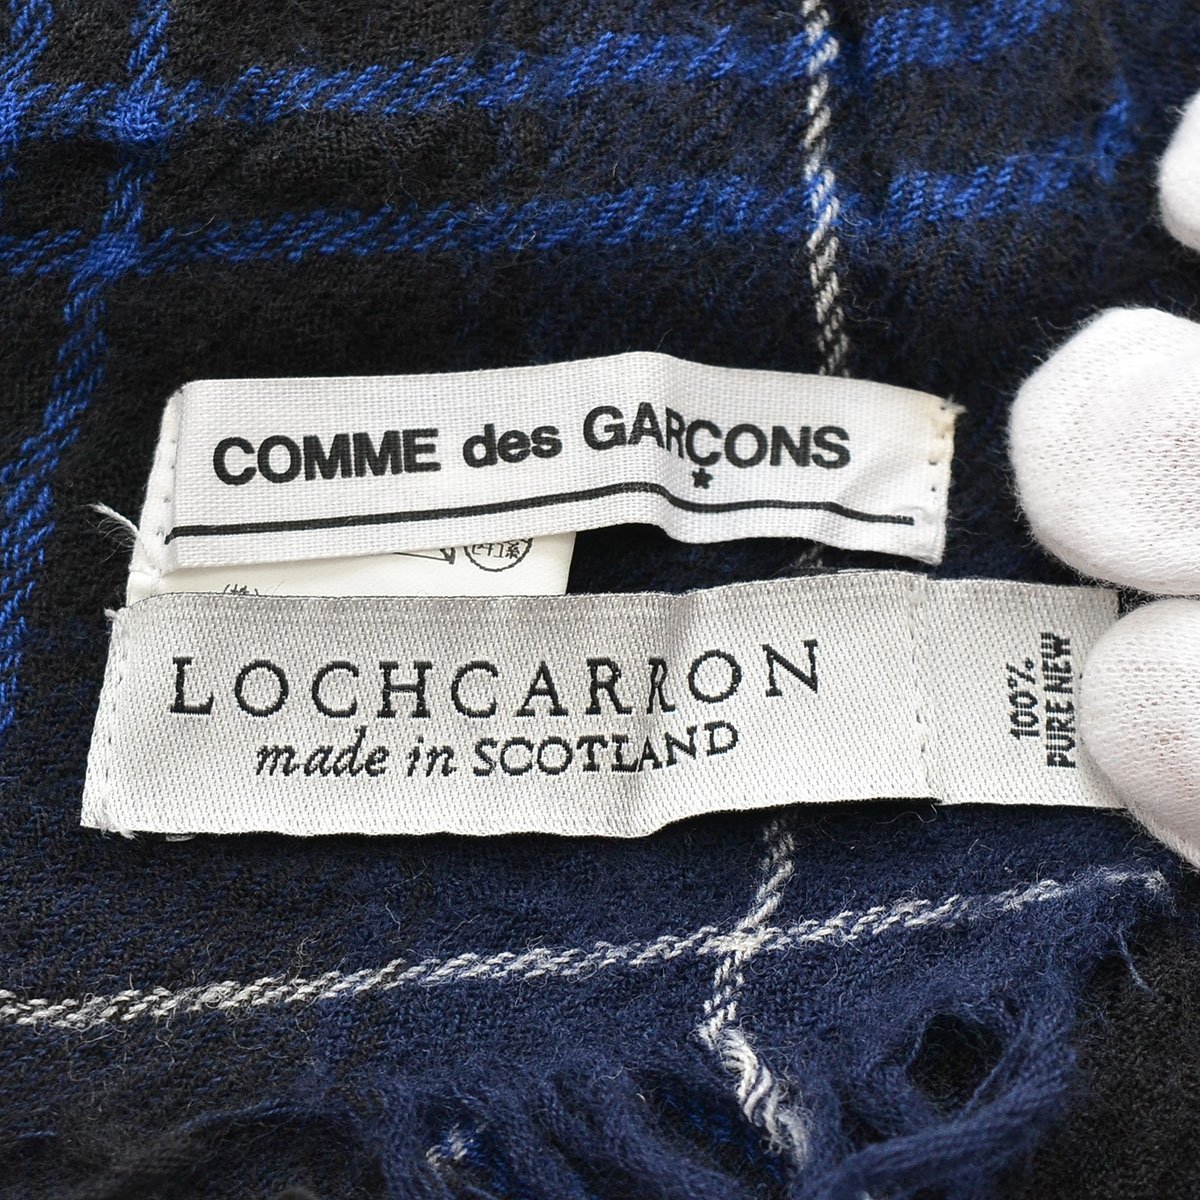 COMME des GARÇONS
*
LOCHCARRON
made in SCOTLAND
100%
PURE NEW